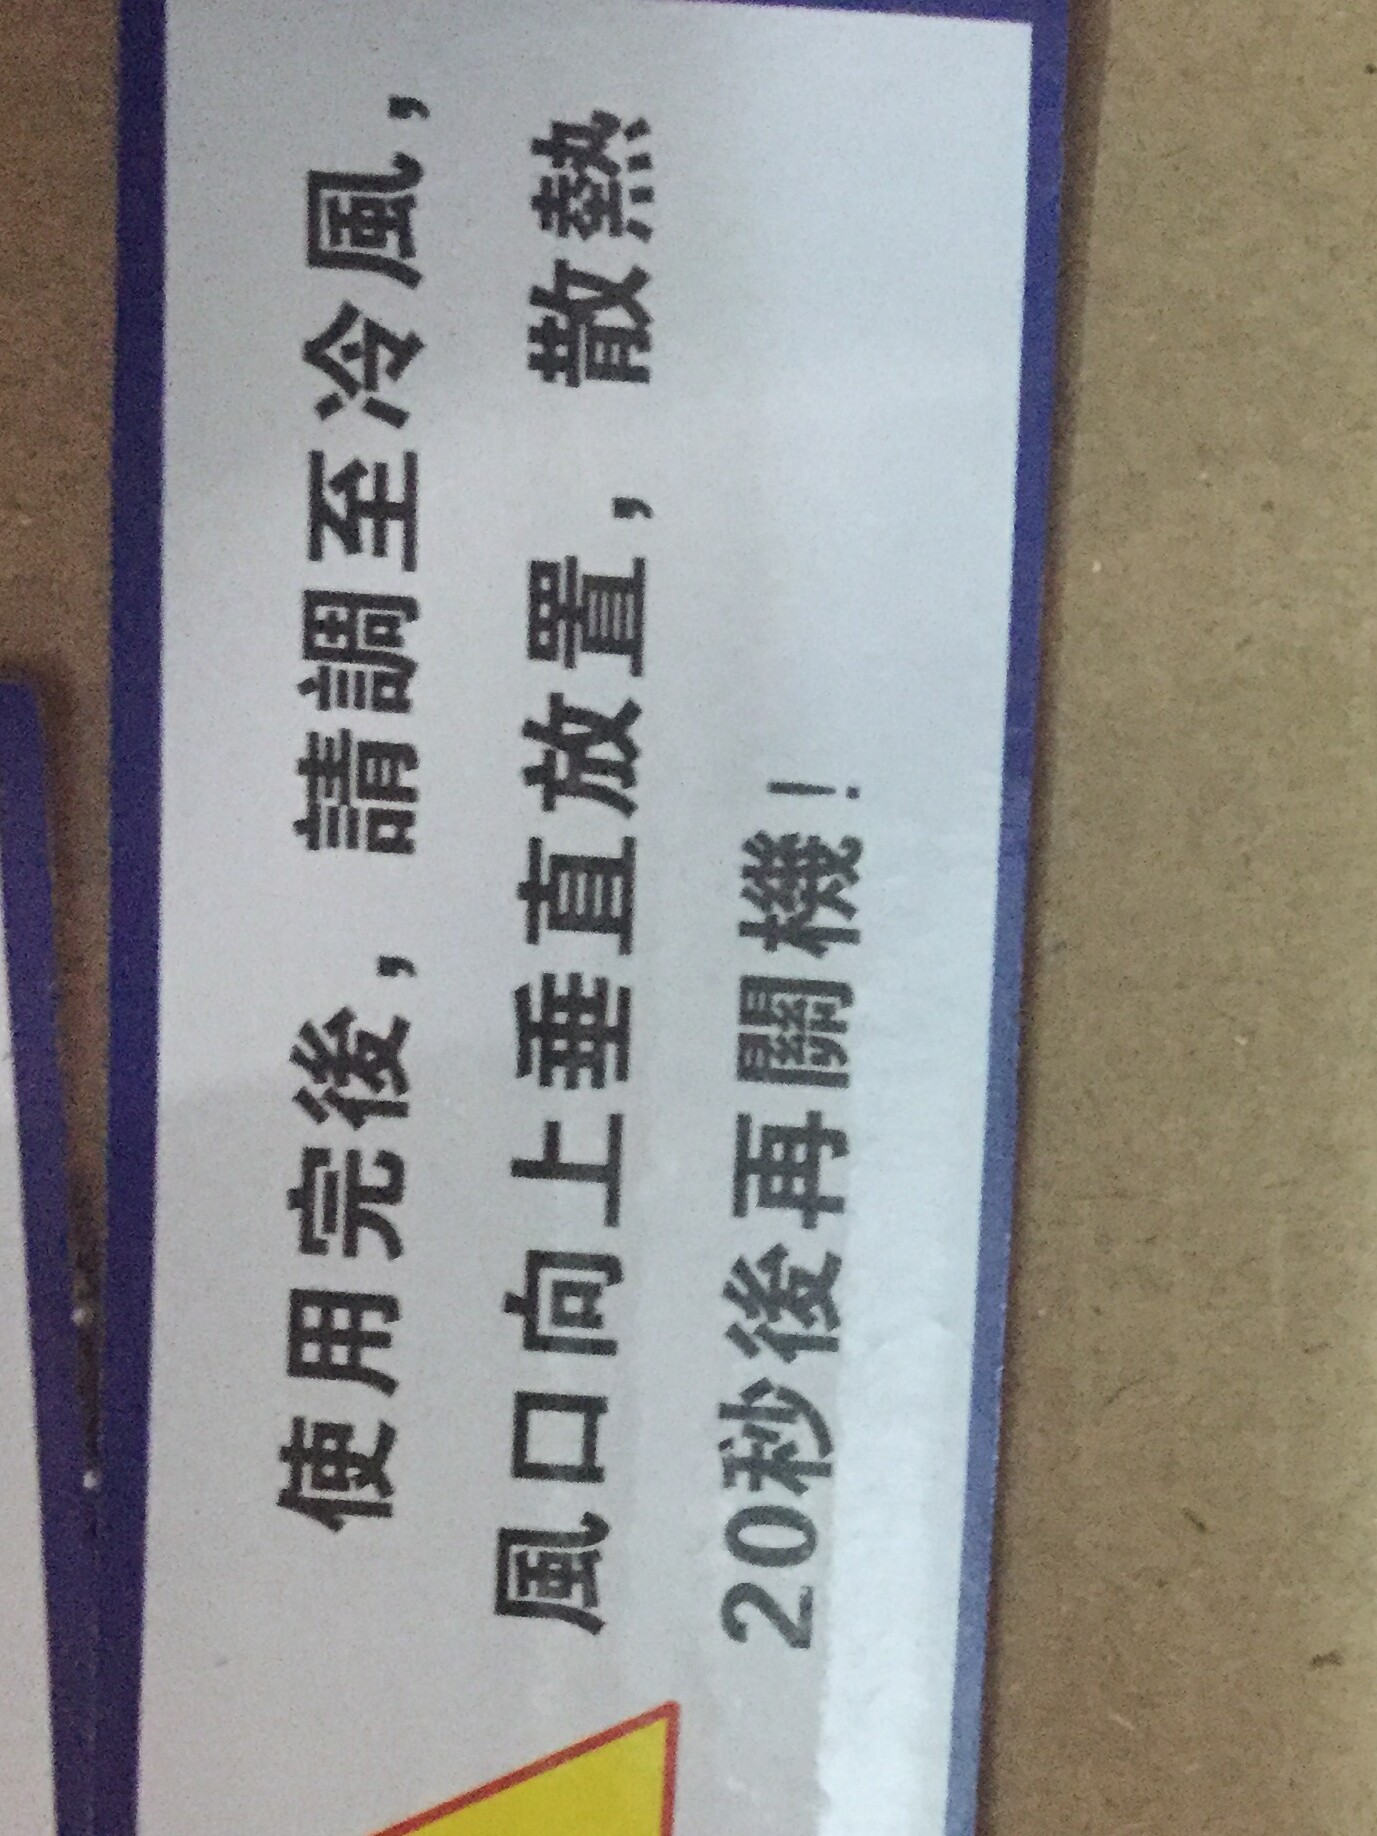 使用完後，請調至冷風，
風口向上垂直放置，散熱
20秒後再關機！